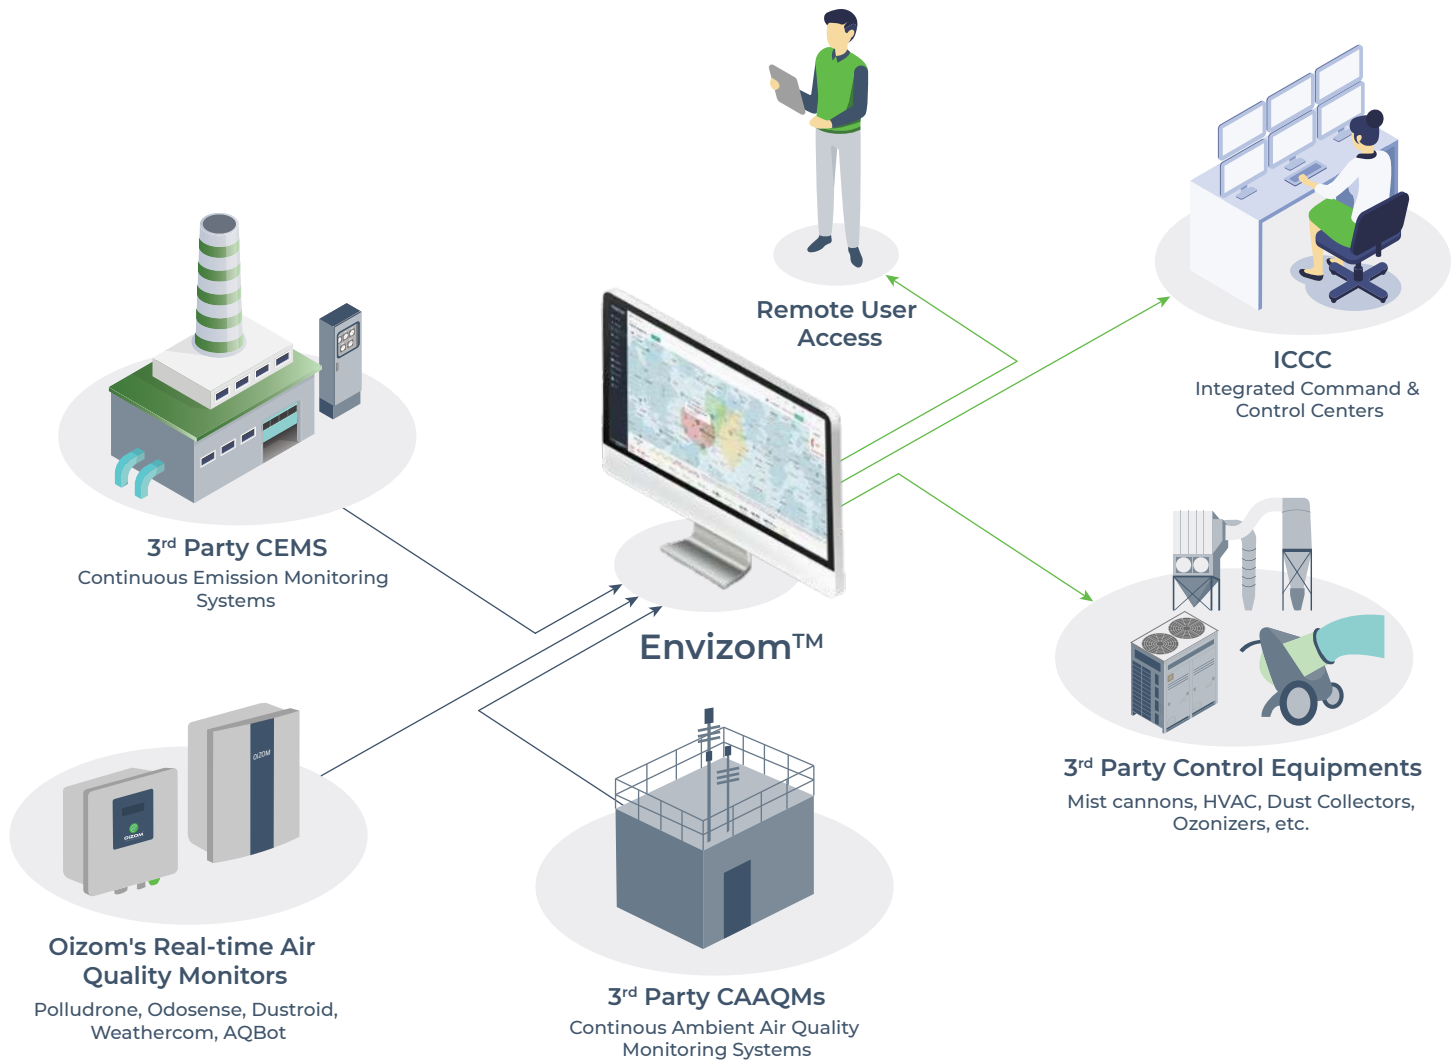 Remote User
Access
ICCC
Integrated Command &
Control Centers
3rd Party CEMS
Continuous Emission Monitoring
Systems
Envizom™
3rd Party Control Equipments
Mist cannons, HVAC, Dust Collectors,
Ozonizers, etc.
OIZOM
OIZOM
Oizom's Real-time Air
Quality Monitors
Polludrone, Odosense, Dustroid,
Weathercom, AQBot
3rd Party CAAQMs
Continous Ambient Air Quality
Monitoring Systems